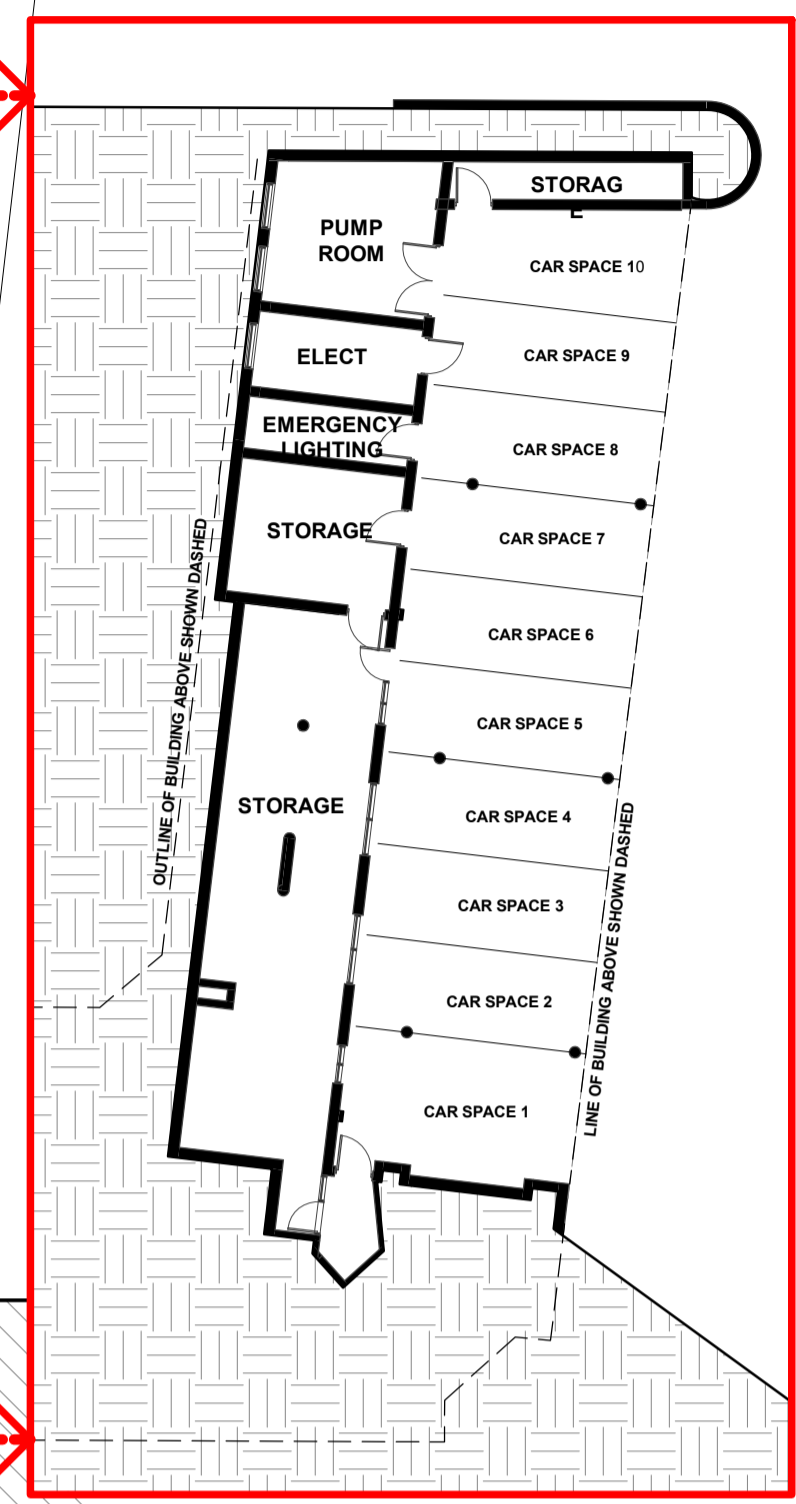 STORAG
E
PUMP
ROOM
CAR SPACE 10
ELECT
CAR SPACE 9
EMERGENCY
LIGHTING
CAR SPACE 8
STORAGE
CAR SPACE 7
CAR SPACE 6
OUTLINE OF BUILDING ABOVE SHOWN DASHED
CAR SPACE 5
STORAGE
CAR SPACE 4
CAR SPACE 3
LINE OF BUILDING ABOVE SHOWN DASHED
CAR SPACE 2
CAR SPACE 1